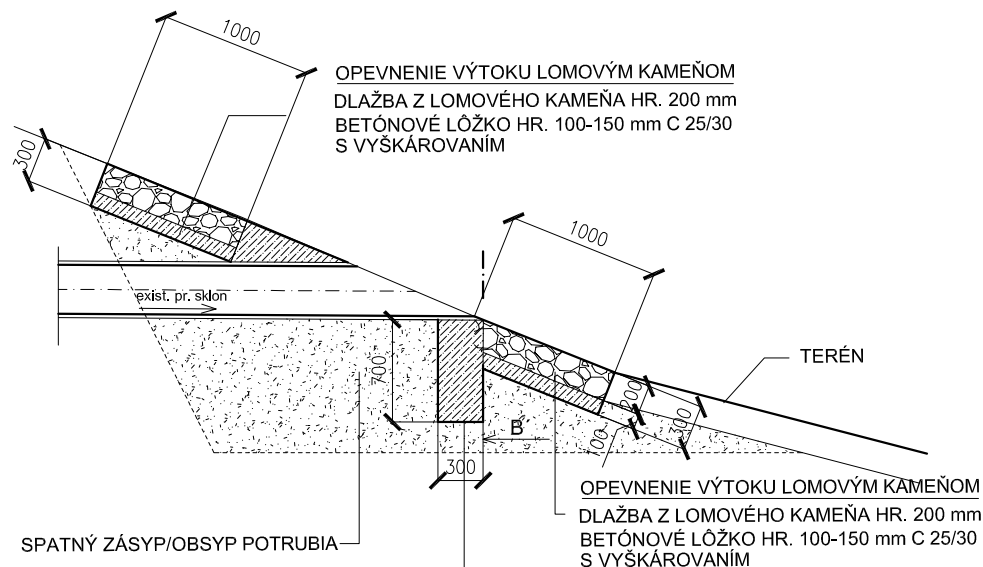 1000
OPEVNENIE VÝTOKU LOMOVÝM KAMEŇOM
DLAŽBA Z LOMOVÉHO KAMEŇA HR. 200 mm
BETÓNOVÉ LÔŽKO HR. 100-150 mm C 25/30
S VYŠKÁROVANÍM
300
1000
exist. pr. sklon
TERÉN
700
200
300
B
100
300
OPEVNENIE VÝTOKU LOMOVÝM KAMEŇOM
DLAŽBA Z LOMOVÉHO KAMEŇA HR. 200 mm
BETÓNOVÉ LÔŽKO HR. 100-150 mm C 25/30
S VYŠKÁROVANÍM
SPATNÝ ZÁSYP/OBSYP POTRUBIA